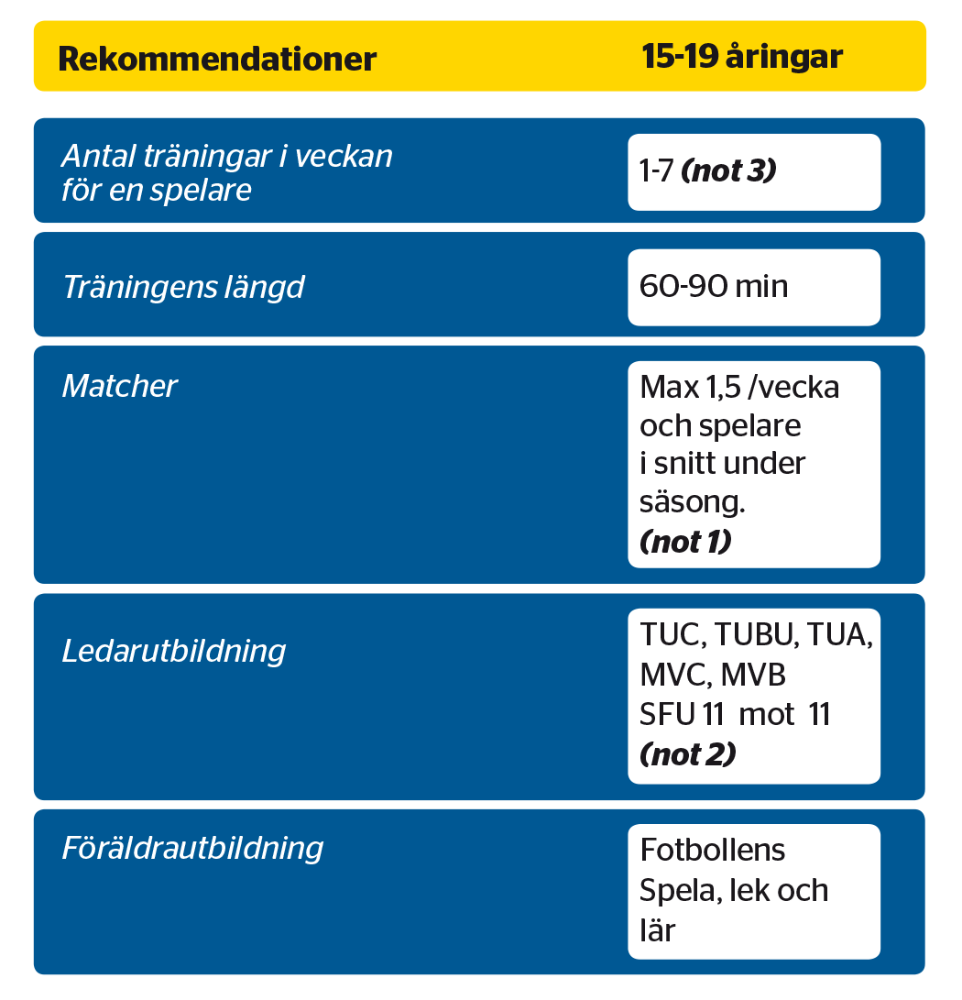 Rekommendationer 15-19 åringar
Antal träningar i veckan
för en spelare
1-7 (not 3)
Träningens längd
60-90 min
Matcher
Max 1,5 /vecka
och spelare
i snitt under
säsong.
(not 1)
Ledarutbildning
TUC, TUBU, TUA,
MVC, MVB
SFU 11 mot 11
(not 2)
Föräldrautbildning
Fotbollens
Spela, lek och
lär